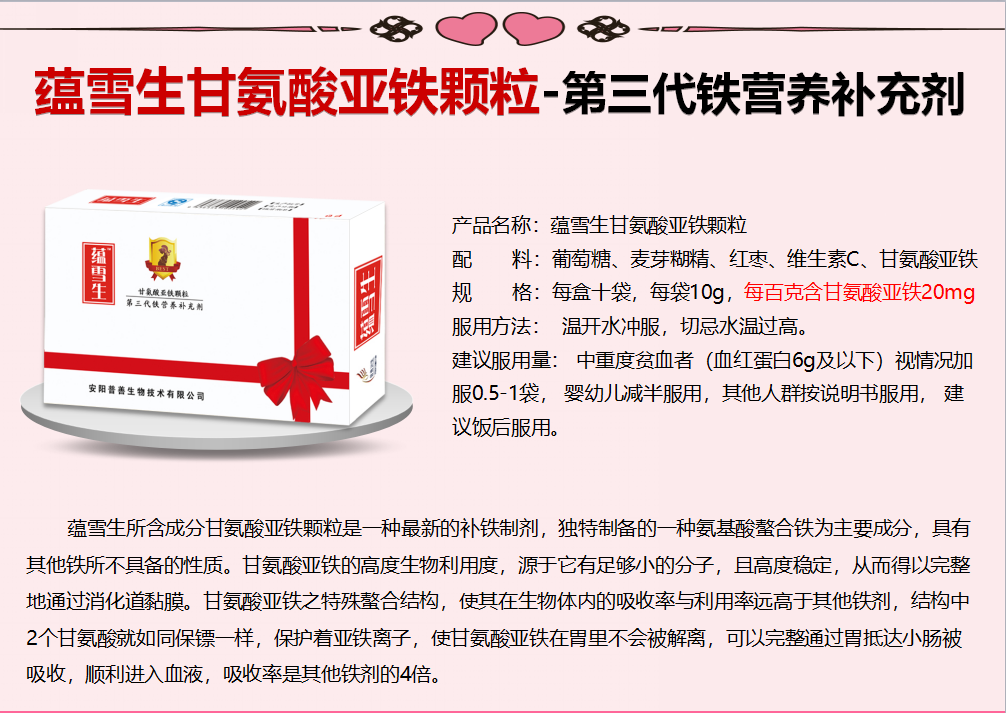 蕴雪生甘氨酸亚铁颗粒-第三代铁营养补充剂
蕴雪生
蕴雪生
BEST
甘氨酸亚铁颗粒
第三代铁营养补充剂
安阳普善生物技术有限公司
产品名称：蕴雪生甘氨酸亚铁颗粒
配 料：葡萄糖、麦芽糊精、红枣、维生素C、甘氨酸亚铁
规 格：每盒十袋，每袋10g，每百克含甘氨酸亚铁20mg
服用方法： 温开水冲服，切忌水温过高。
建议服用量： 中重度贫血者（血红蛋白6g及以下）视情况加
服0.5-1袋， 婴幼儿减半服用，其他人群按说明书服用， 建
议饭后服用。
蕴雪生所含成分甘氨酸亚铁颗粒是一种最新的补铁制剂，独特制备的一种氨基酸螯合铁为主要成分，具有
其他铁所不具备的性质。甘氨酸亚铁的高度生物利用度，源于它有足够小的分子，且高度稳定，从而得以完整
地通过消化道黏膜。甘氨酸亚铁之特殊螯合结构，使其在生物体内的吸收率与利用率远高于其他铁剂，结构中
2个甘氨酸就如同保镖一样，保护着亚铁离子，使甘氨酸亚铁在胃里不会被解离，可以完整通过胃抵达小肠被
吸收，顺利进入血液，吸收率是其他铁剂的4倍。